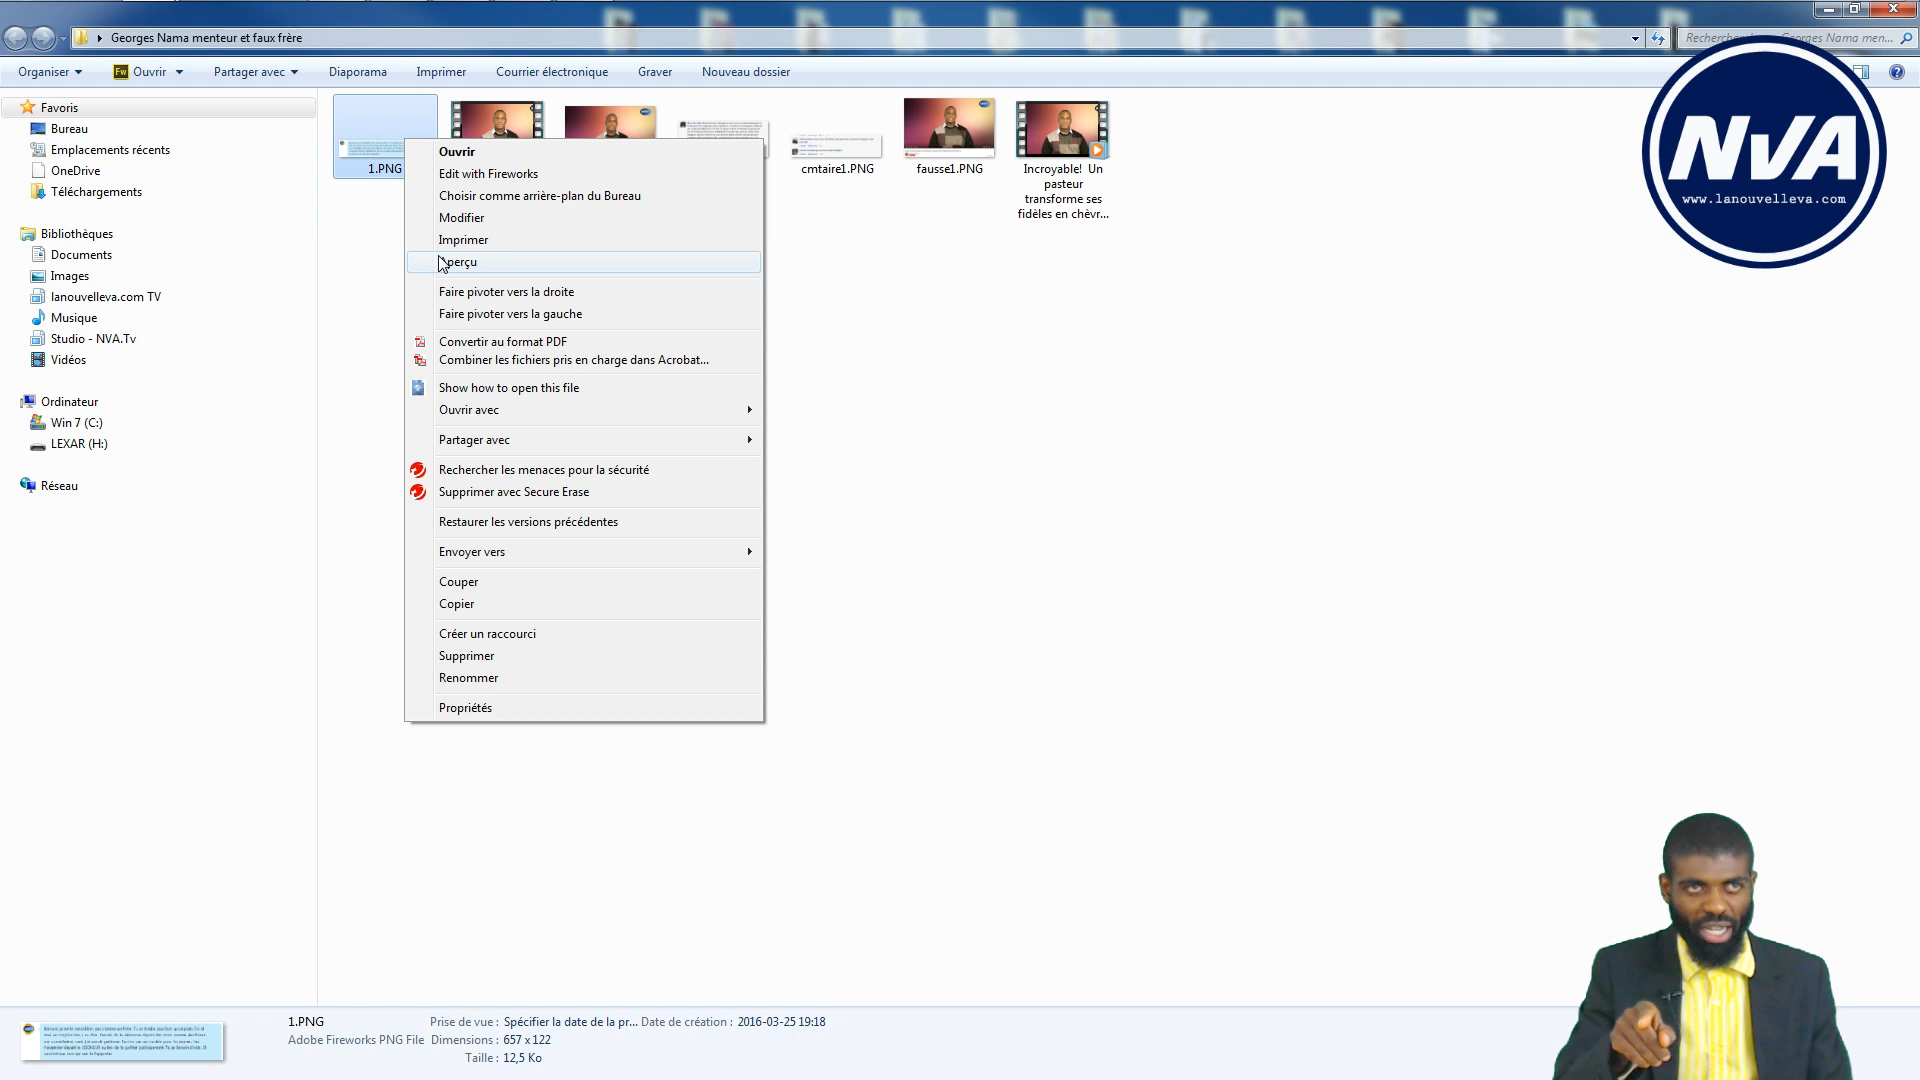 Georges Nama menteur et faux frère
Georges Nama men...
Organiser
Fw Ouvrir
Partager avec
Diaporama
Imprimer
Courrier électronique
Graver
Nouveau dossier
Favoris
Bureau
Emplacements récents
OneDrive
Téléchargements
Bibliothèques
Documents
Images
lanouvelleva.com TV
Musique
Studio - NVA.Tv
Vidéos
Ordinateur
Win 7 (C:)
LEXAR (H:)
Réseau
1.PNG
cmtaire1.PNG
fausse1.PNG
Incroyable! Un
pasteur
transforme ses
fidèles en chèvr...
Ouvrir
Edit with Fireworks
Choisir comme arrière-plan du Bureau
Modifier
Imprimer
Aperçu
Faire pivoter vers la droite
Faire pivoter vers la gauche
Convertir au format PDF
Combiner les fichiers pris en charge dans Acrobat...
Show how to open this file
Ouvrir avec
Partager avec
Rechercher les menaces pour la sécurité
Supprimer avec Secure Erase
Restaurer les versions précédentes
Envoyer vers
Couper
Copier
Créer un raccourci
Supprimer
Renommer
Propriétés
NVA
www.lanouvelleva.com
1.PNG
Prise de vue : Spécifier la date de la pr... Date de création : 2016-03-25 19:18
Adobe Fireworks PNG File
Dimensions : 657 x 122
Taille : 12,5 Ko